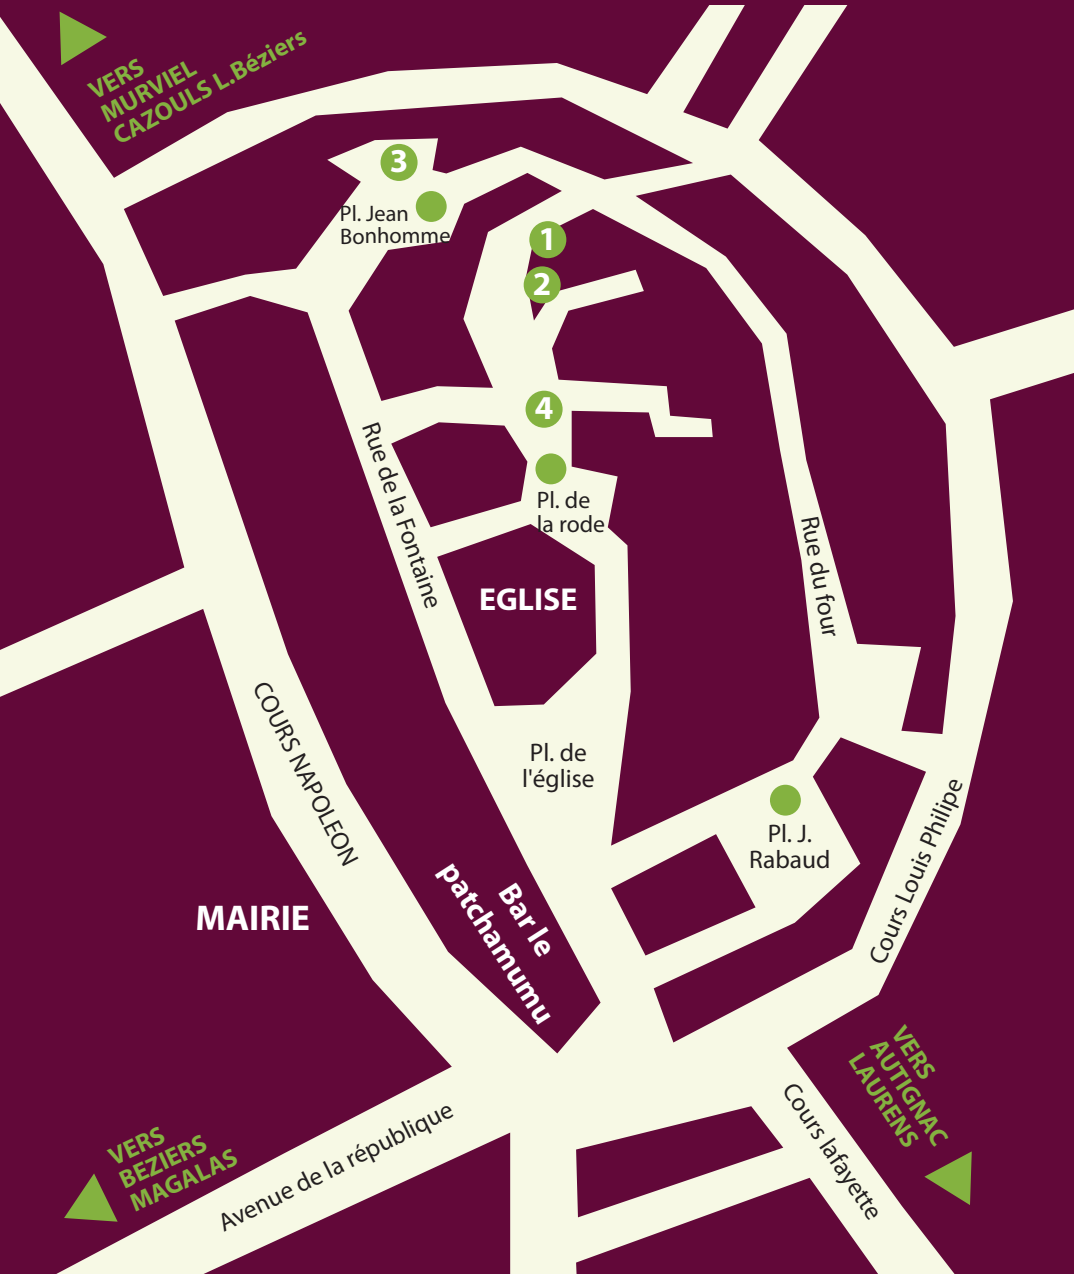 VERS
MURVIEL
CAZOULS L.Béziers
3
Pl. Jean
Bonhomme
1
2
4
Pl. de
la rode
Rue de la Fontaine
Rue du four
EGLISE
COURS NAPOLEON
Pl. de
l'église
Pl. J.
Rabaud
Cours Louis Philipe
MAIRIE
Bar le
patchamumu
VERS
AUTIGNAC
LAURENS
Cours lafayette
Avenue de la république
VERS
BEZIERS
MAGALAS